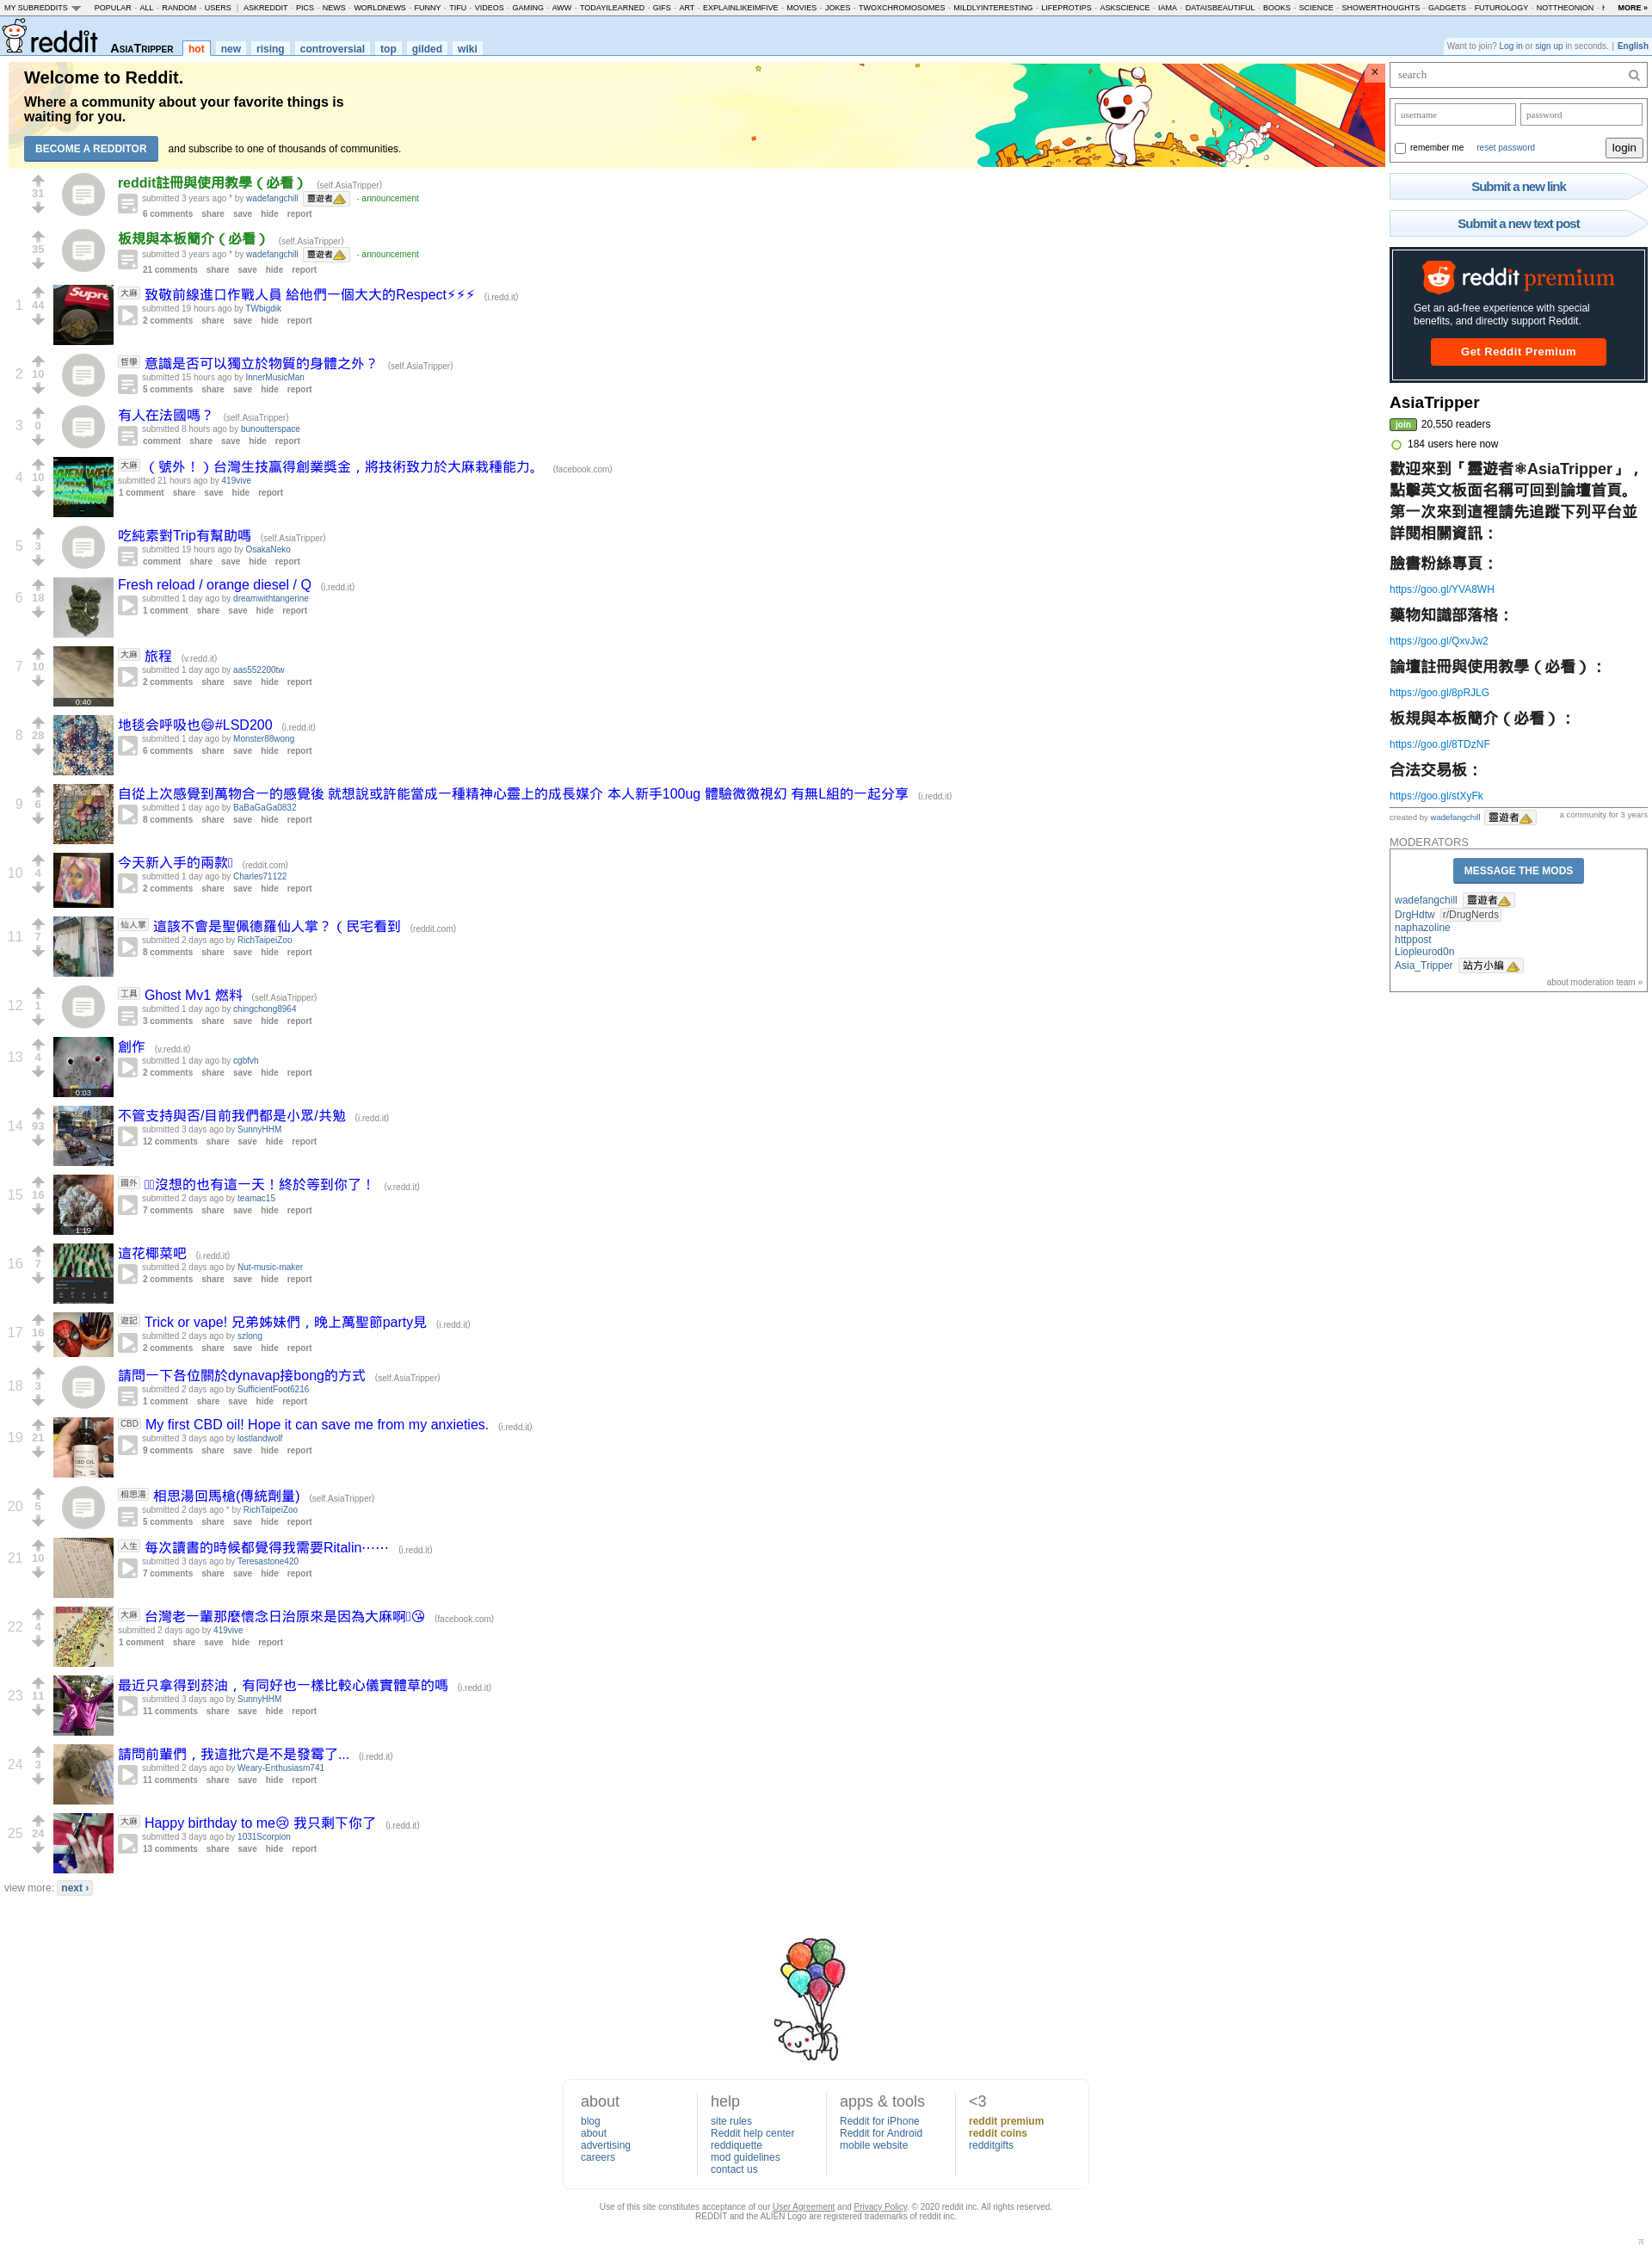 MY SUBREDDITS POPULAR - ALL - RANDOM - USERS | ASKREDDIT - PICS - NEWS - WORLDNEWS - FUNNY - TIFU - VIDEOS - GAMING - AWW - TODAYILEARNED - GIFS - ART - EXPLAINLIKEIMFIVE - MOVIES - JOKES - TWOXCHROMOSOMES - MILDLYINTERESTING - LIFEPROTIPS - ASKSCIENCE - IAMA - DATAISBEAUTIFUL - BOOKS - SCIENCE - SHOWERTHOUGHTS - GADGETS - FUTUROLOGY - NOTTHEONION - MORE »
reddit AsiaTripper hot new rising controversial top gilded wiki
Want to join? Log in or sign up in seconds. | English
Welcome to Reddit.
Where a community about your favorite things is
waiting for you.
BECOME A REDDITOR and subscribe to one of thousands of communities.
31
reddit註冊與使用教學（必看） (self.AsiaTripper)
submitted 3 years ago * by wadefangchill 靈遊者 - announcement
6 comments share save hide report
35
板規與本板簡介（必看） (self.AsiaTripper)
submitted 3 years ago * by wadefangchill 靈遊者 - announcement
21 comments share save hide report
1 44
大麻 致敬前線進口作戰人員 給他們一個大大的Respect⚡⚡⚡ (i.redd.it)
submitted 19 hours ago by TWbigdik
2 comments share save hide report
2 10
哲學 意識是否可以獨立於物質的身體之外？ (self.AsiaTripper)
submitted 15 hours ago by InnerMusicMan
5 comments share save hide report
3 0
有人在法國嗎？ (self.AsiaTripper)
submitted 8 hours ago by bunoutterspace
comment share save hide report
4 10
大麻 （號外！）台灣生技贏得創業獎金，將技術致力於大麻栽種能力。 (facebook.com)
submitted 21 hours ago by 419vive
1 comment share save hide report
5 3
吃純素對Trip有幫助嗎 (self.AsiaTripper)
submitted 19 hours ago by OsakaNeko
comment share save hide report
6 18
Fresh reload / orange diesel / Q (i.redd.it)
submitted 1 day ago by dreamwithtangerine
1 comment share save hide report
7 10
0:40
大麻 旅程 (v.redd.it)
submitted 1 day ago by aas552200tw
2 comments share save hide report
8 28
地毯会呼吸也😄#LSD200 (i.redd.it)
submitted 1 day ago by Monster88wong
6 comments share save hide report
9 6
自從上次感覺到萬物合一的感覺後 就想說或許能當成一種精神心靈上的成長媒介 本人新手100ug 體驗微微視幻 有無L組的一起分享 (i.redd.it)
submitted 1 day ago by BaBaGaGa0832
8 comments share save hide report
10 4
今天新入手的兩款 (reddit.com)
submitted 1 day ago by Charles71122
2 comments share save hide report
11 7
仙人掌 這該不會是聖佩德羅仙人掌？（民宅看到 (reddit.com)
submitted 2 days ago by RichTaipeiZoo
8 comments share save hide report
12 1
工具 Ghost Mv1 燃料 (self.AsiaTripper)
submitted 1 day ago by chingchong8964
3 comments share save hide report
13 4
0:03
創作 (v.redd.it)
submitted 1 day ago by cgbfvh
2 comments share save hide report
14 93
不管支持與否/目前我們都是小眾/共勉 (i.redd.it)
submitted 3 days ago by SunnyHHM
12 comments share save hide report
15 16
1:19
國外 沒想的也有這一天！終於等到你了！ (v.redd.it)
submitted 2 days ago by teamac15
7 comments share save hide report
16 7
這花椰菜吧 (i.redd.it)
submitted 2 days ago by Nut-music-maker
2 comments share save hide report
17 16
遊記 Trick or vape! 兄弟姊妹們，晚上萬聖節party見 (i.redd.it)
submitted 2 days ago by szlong
2 comments share save hide report
18 3
請問一下各位關於dynavap接bong的方式 (self.AsiaTripper)
submitted 2 days ago by SufficientFoot6216
1 comment share save hide report
19 21
CBD My first CBD oil! Hope it can save me from my anxieties. (i.redd.it)
submitted 3 days ago by lostlandwolf
9 comments share save hide report
20 5
相思湯 相思湯回馬槍(傳統劑量) (self.AsiaTripper)
submitted 2 days ago * by RichTaipeiZoo
5 comments share save hide report
21 10
人生 每次讀書的時候都覺得我需要Ritalin⋯⋯ (i.redd.it)
submitted 3 days ago by Teresastone420
7 comments share save hide report
22 4
大麻 台灣老一輩那麼懷念日治原來是因為大麻啊😘 (facebook.com)
submitted 2 days ago by 419vive
1 comment share save hide report
23 11
最近只拿得到菸油，有同好也一樣比較心儀實體草的嗎 (i.redd.it)
submitted 3 days ago by SunnyHHM
11 comments share save hide report
24 3
請問前輩們，我這批穴是不是發霉了... (i.redd.it)
submitted 2 days ago by Weary-Enthusiasm741
11 comments share save hide report
25 24
大麻 Happy birthday to me😢 我只剩下你了 (i.redd.it)
submitted 3 days ago by 1031Scorpion
13 comments share save hide report
view more: next ›
search
username password
remember me reset password login
Submit a new link
Submit a new text post
reddit premium
Get an ad-free experience with special
benefits, and directly support Reddit.
Get Reddit Premium
AsiaTripper
join 20,550 readers
184 users here now
歡迎來到「靈遊者⚛AsiaTripper」，
點擊英文板面名稱可回到論壇首頁。
第一次來到這裡請先追蹤下列平台並
詳閱相關資訊：
臉書粉絲專頁：
https://goo.gl/YVA8WH
藥物知識部落格：
https://goo.gl/QxvJw2
論壇註冊與使用教學（必看）：
https://goo.gl/8pRJLG
板規與本板簡介（必看）：
https://goo.gl/8TDzNF
合法交易板：
https://goo.gl/stXyFk
created by wadefangchill 靈遊者 a community for 3 years
MODERATORS
MESSAGE THE MODS
wadefangchill 靈遊者
DrgHdtw r/DrugNerds
naphazoline
httppost
Liopleurod0n
Asia_Tripper 站方小編
about moderation team »
about
blog
about
advertising
careers
help
site rules
Reddit help center
reddiquette
mod guidelines
contact us
apps & tools
Reddit for iPhone
Reddit for Android
mobile website
<3
reddit premium
reddit coins
redditgifts
Use of this site constitutes acceptance of our User Agreement and Privacy Policy. © 2020 reddit inc. All rights reserved.
REDDIT and the ALIEN Logo are registered trademarks of reddit inc.
π